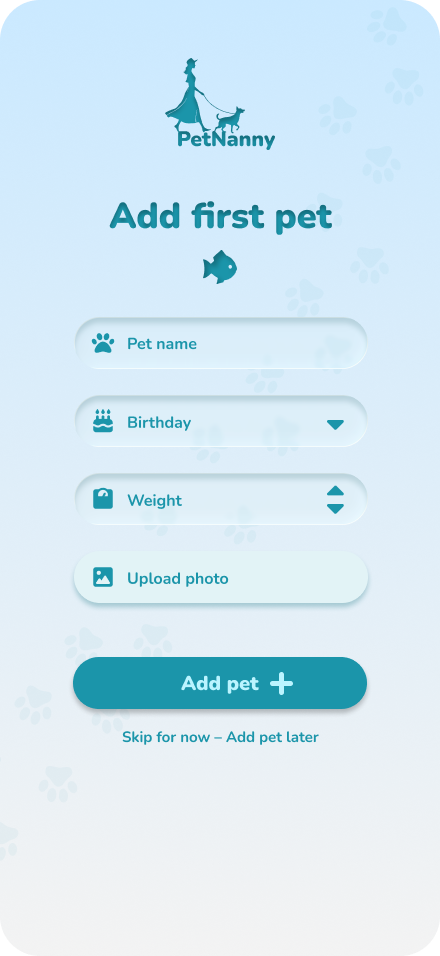 PetNanny
Add first pet
Pet name
Birthday
Weight
Upload photo
Add pet
Skip for now – Add pet later